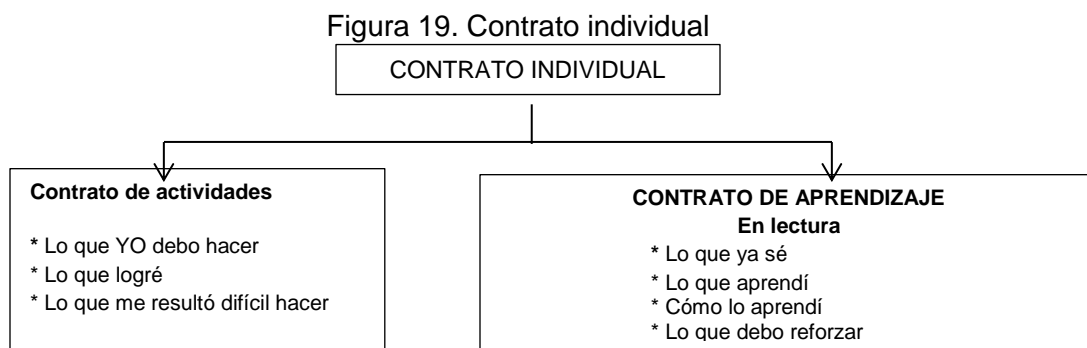 Figura 19. Contrato individual
CONTRATO INDIVIDUAL
Contrato de actividades
* Lo que YO debo hacer
* Lo que logré
* Lo que me resultó difícil hacer
CONTRATO DE APRENDIZAJE
En lectura
* Lo que ya sé
* Lo que aprendí
* Cómo lo aprendí
* Lo que debo reforzar